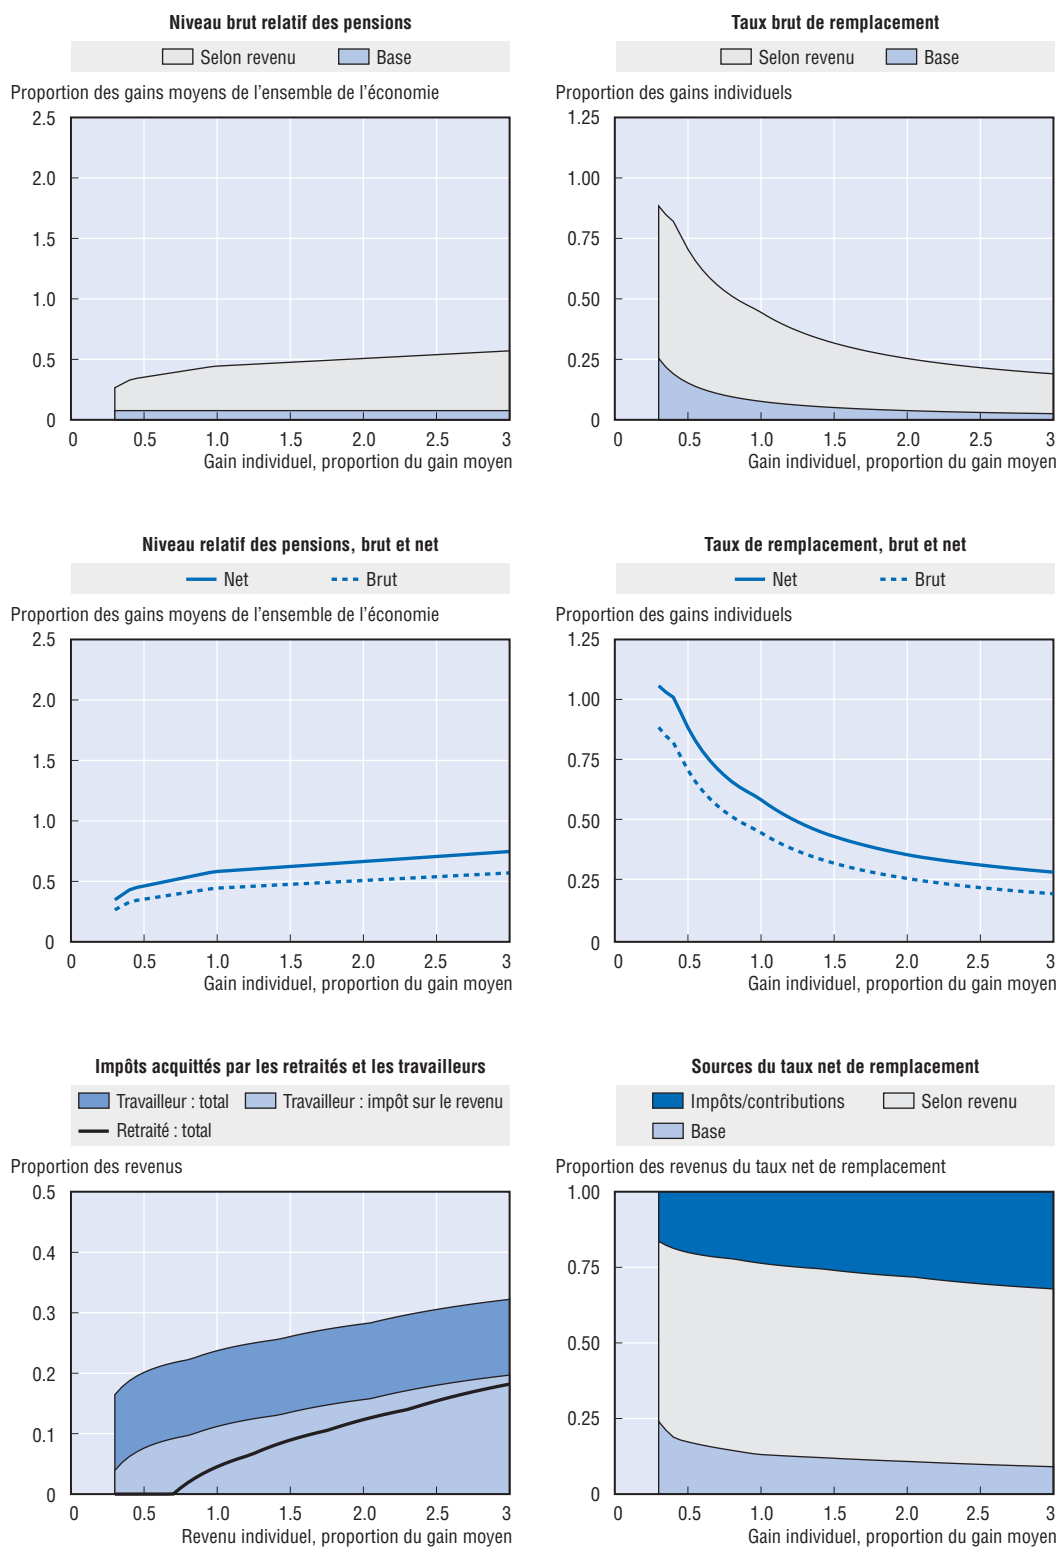 Niveau brut relatif des pensions
Selon revenu Base
Proportion des gains moyens de l'ensemble de l'économie
2.5
2.0
1.5
1.0
0.5
0
0 0.5 1.0 1.5 2.0 2.5 3
Gain individuel, proportion du gain moyen
Taux brut de remplacement
Selon revenu Base
Proportion des gains individuels
1.25
1.00
0.75
0.50
0.25
0
0 0.5 1.0 1.5 2.0 2.5 3
Gain individuel, proportion du gain moyen
Niveau relatif des pensions, brut et net
Net Brut
Proportion des gains moyens de l'ensemble de l'économie
2.5
2.0
1.5
1.0
0.5
0
0 0.5 1.0 1.5 2.0 2.5 3
Gain individuel, proportion du gain moyen
Taux de remplacement, brut et net
Net Brut
Proportion des gains individuels
1.25
1.00
0.75
0.50
0.25
0
0 0.5 1.0 1.5 2.0 2.5 3
Gain individuel, proportion du gain moyen
Impôts acquittés par les retraités et les travailleurs
Travailleur : total Travailleur : impôt sur le revenu
Retraité : total
Proportion des revenus
0.5
0.4
0.3
0.2
0.1
0
0 0.5 1.0 1.5 2.0 2.5 3
Revenu individuel, proportion du gain moyen
Sources du taux net de remplacement
Impôts/contributions Selon revenu
Base
Proportion des revenus du taux net de remplacement
1.00
0.75
0.50
0.25
0
0 0.5 1.0 1.5 2.0 2.5 3
Gain individuel, proportion du gain moyen